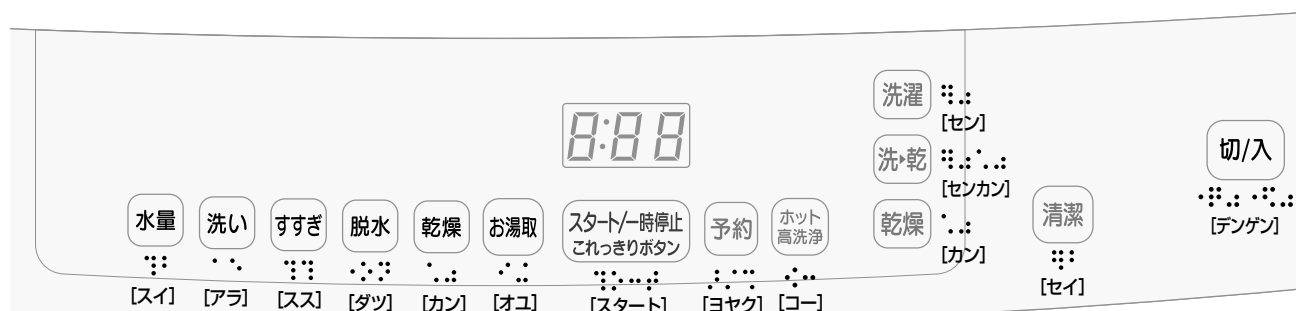 8:88
洗濯
[セン]
洗▸乾
[センカン]
乾燥
[カン]
清潔
[セイ]
切/入
[デンゲン]
水量
[スイ]
洗い
[アラ]
すすぎ
[スス]
脱水
[ダツ]
乾燥
[カン]
お湯取
[オユ]
スタート/一時停止
これっきりボタン
[スタート]
予約
[ヨヤク]
ホット
高洗浄
[コー]